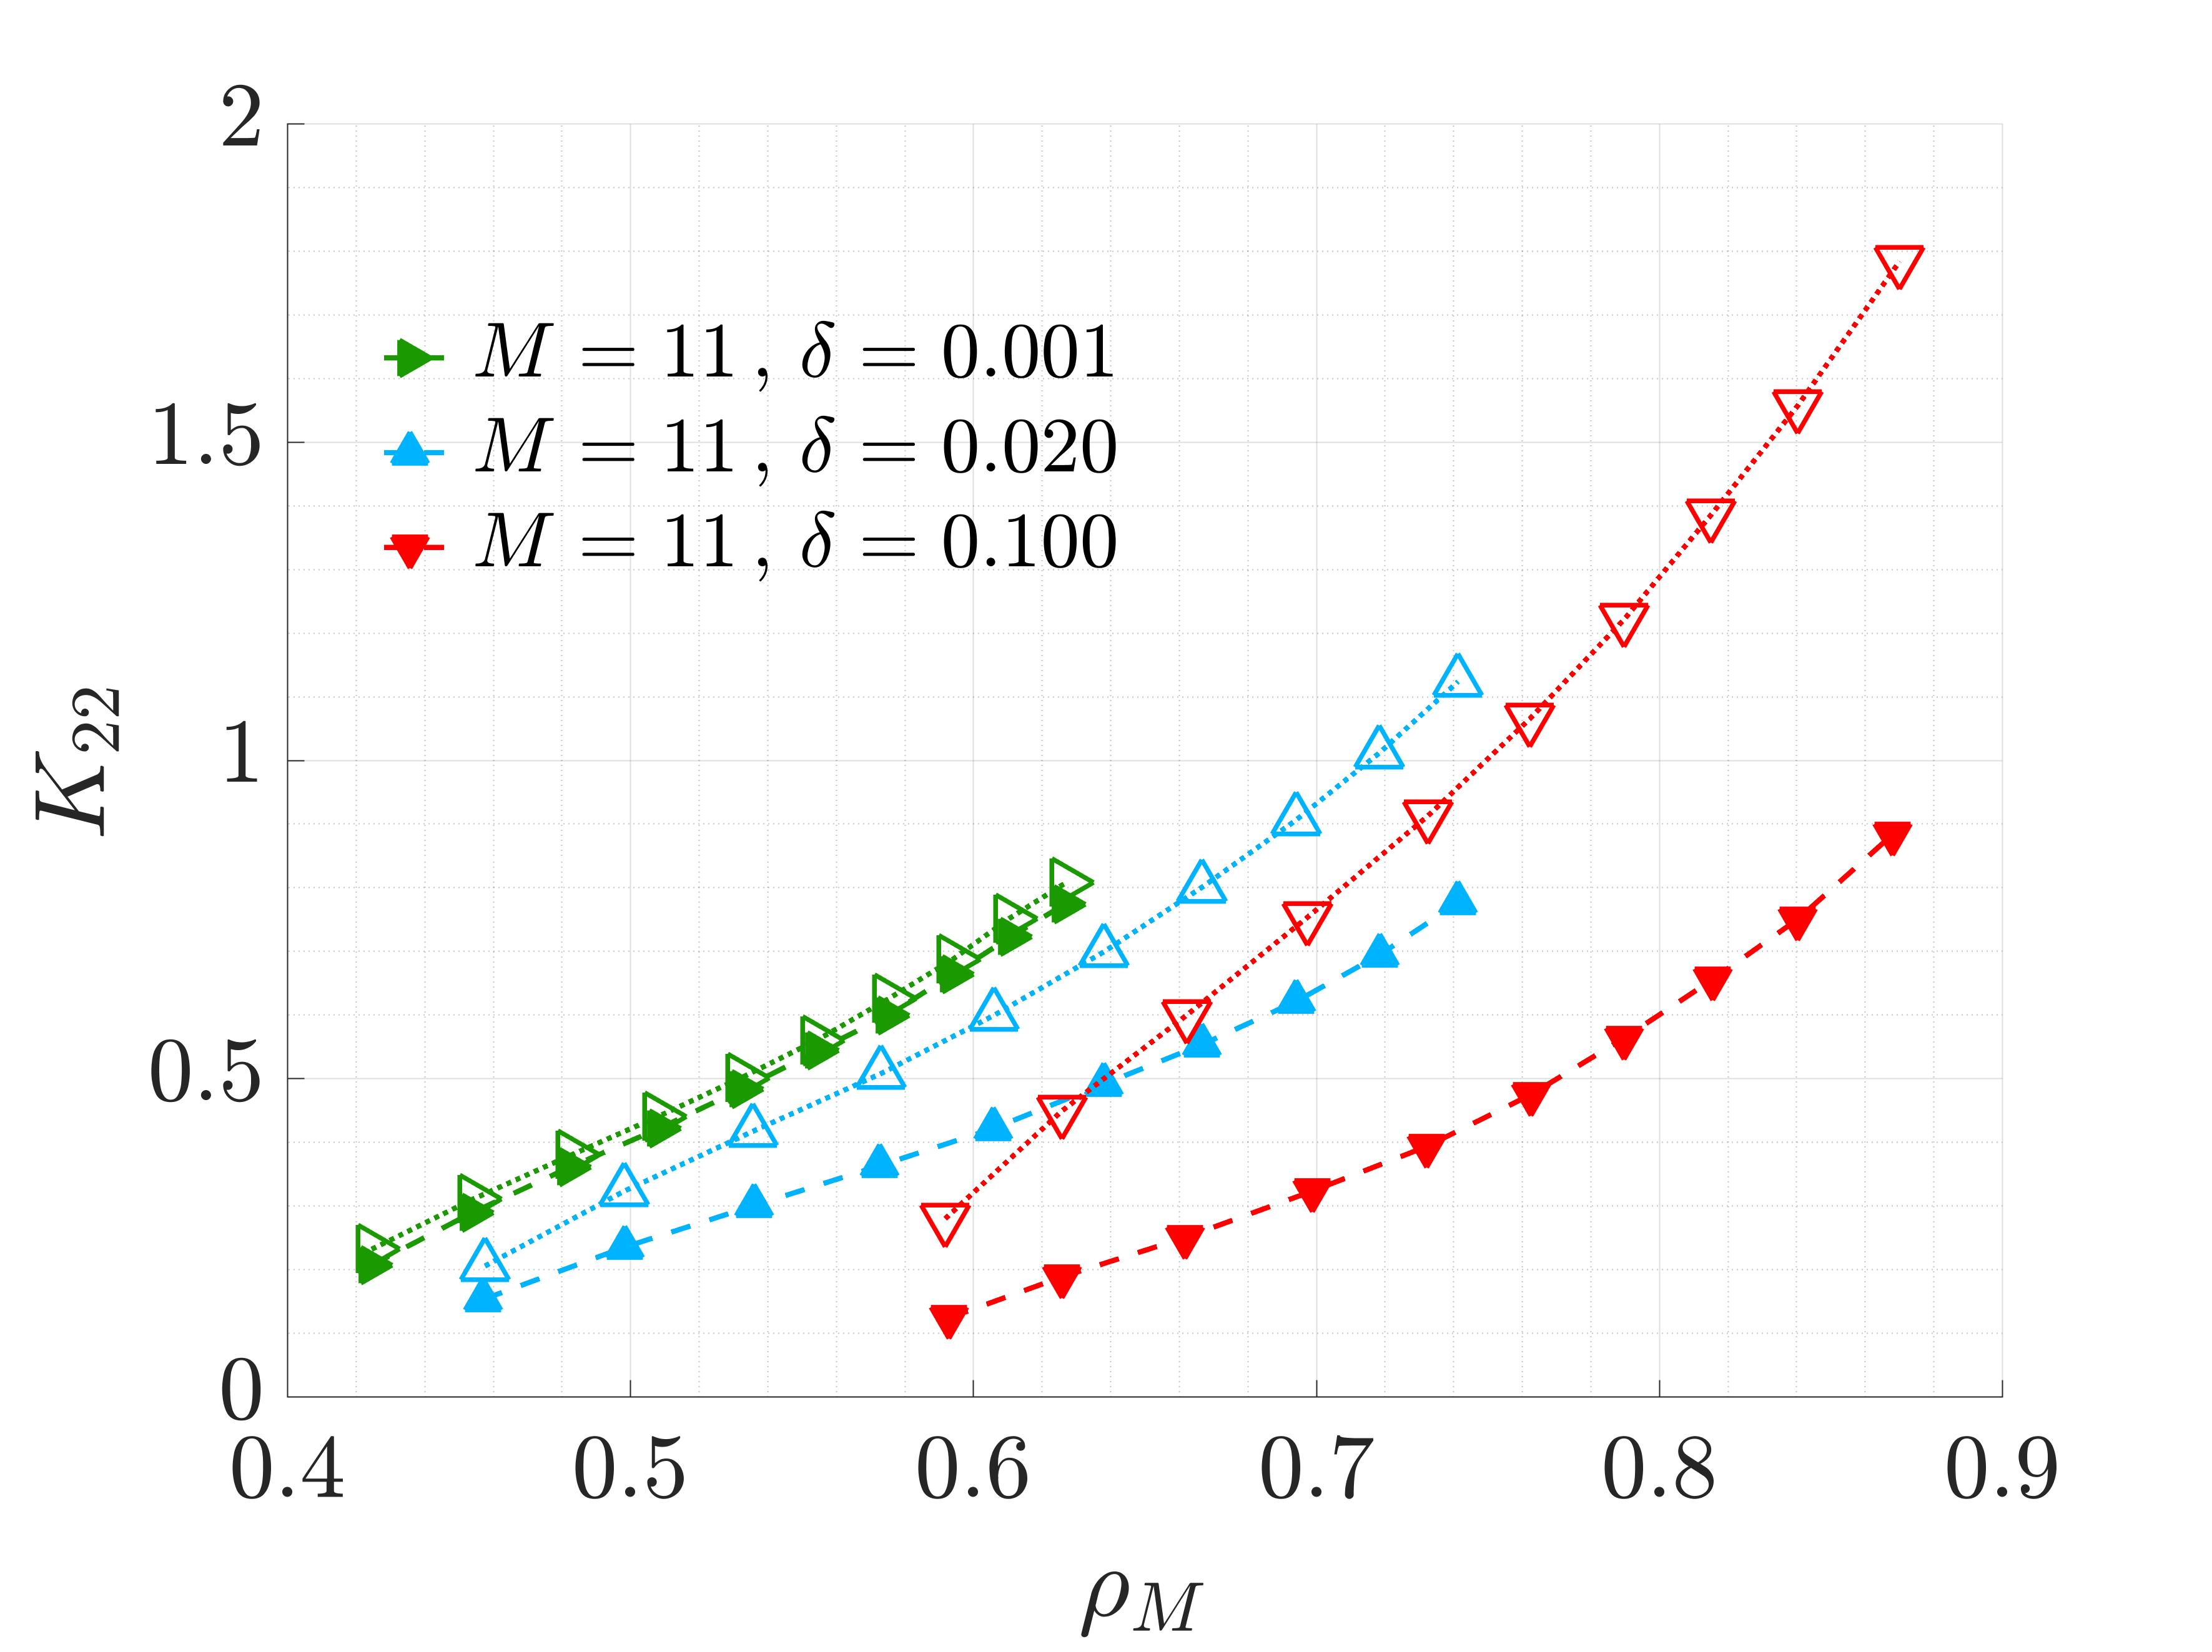 2
1.5
1
0.5
0
K22
M = 11 , δ = 0.001
M = 11 , δ = 0.020
M = 11 , δ = 0.100
0.4 0.5 0.6 0.7 0.8 0.9
ρM